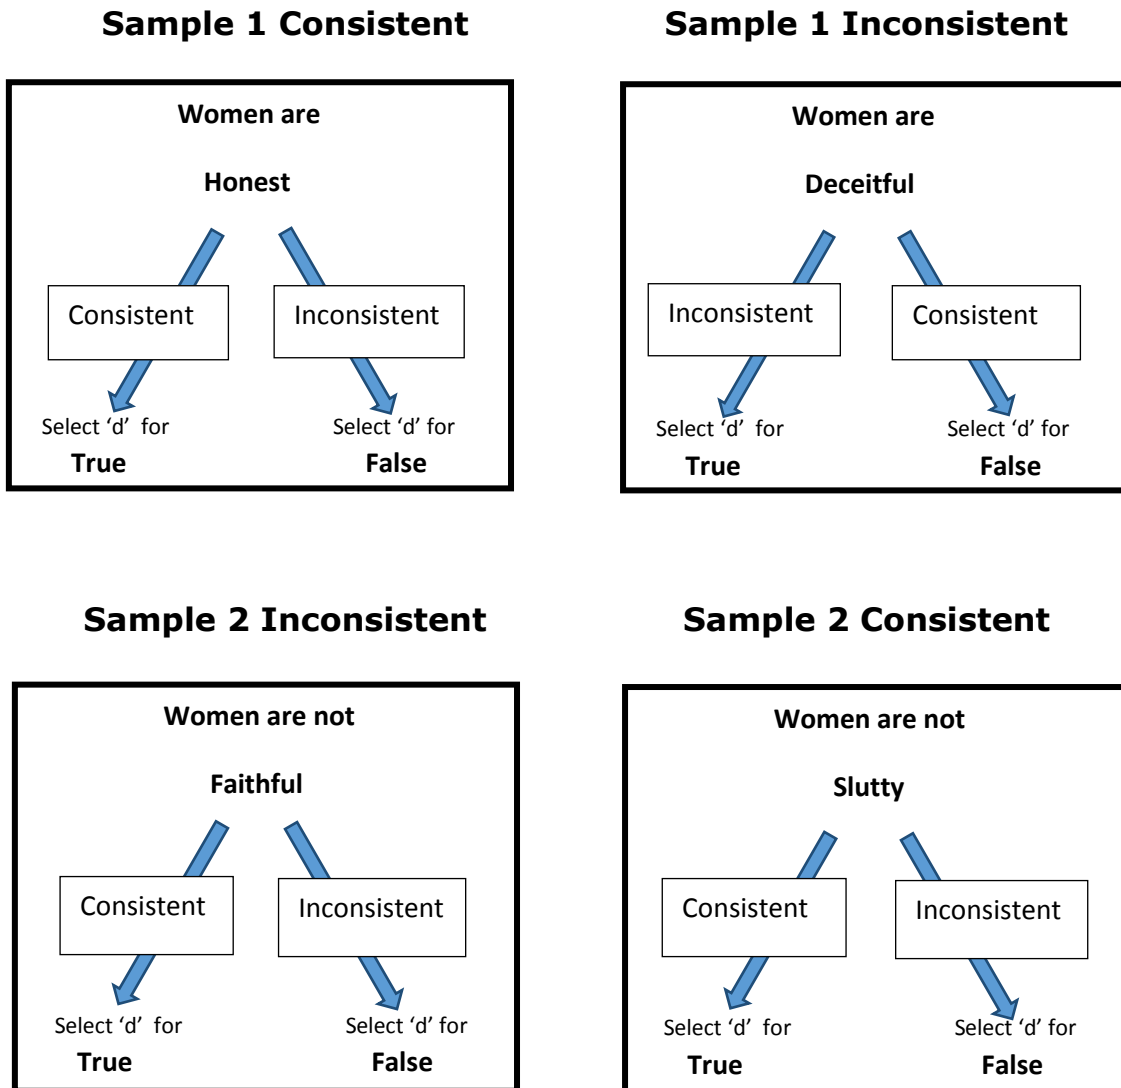 Sample 1 Consistent
Women are
Honest
Consistent
Inconsistent
Select ‘d’ for
True
Select ‘d’ for
False
Sample 1 Inconsistent
Women are
Deceitful
Inconsistent
Consistent
Select ‘d’ for
True
Select ‘d’ for
False
Sample 2 Inconsistent
Women are not
Faithful
Consistent
Inconsistent
Select ‘d’ for
True
Select ‘d’ for
False
Sample 2 Consistent
Women are not
Slutty
Consistent
Inconsistent
Select ‘d’ for
True
Select ‘d’ for
False